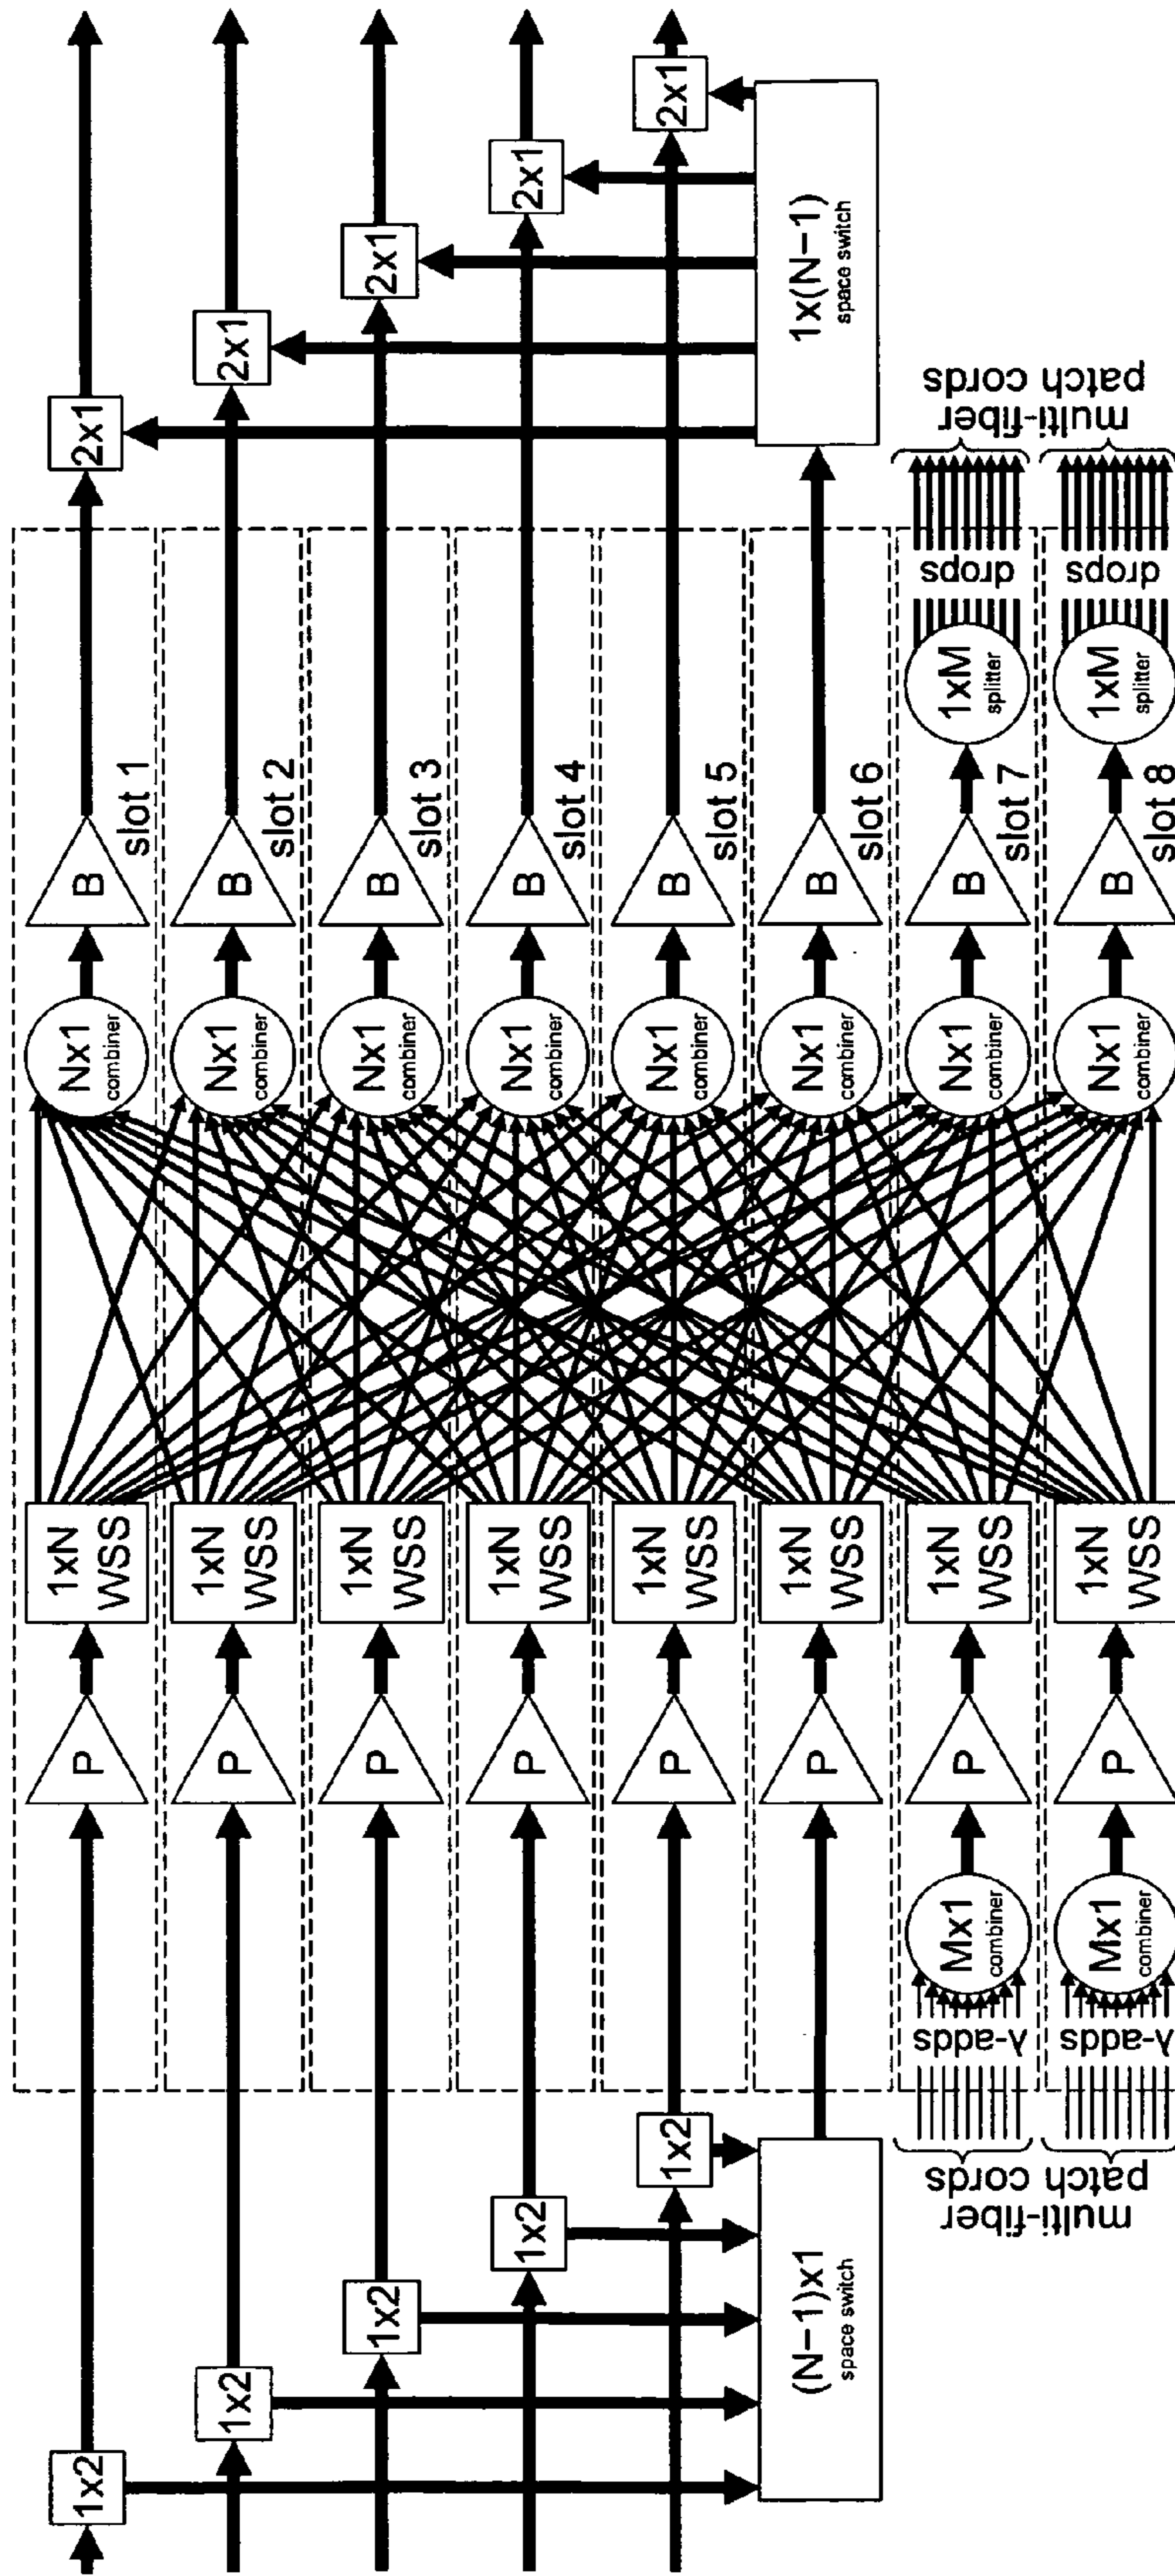 1x2
1x2
1x2
1x2
1x2
(N−1)x1
space switch
multi-fiber
patch cords
multi-fiber
patch cords
λ-adds
λ-adds
Mx1
combiner
Mx1
combiner
P
P
P
P
P
P
P
P
1xN
WSS
1xN
WSS
1xN
WSS
1xN
WSS
1xN
WSS
1xN
WSS
1xN
WSS
1xN
WSS
Nx1
combiner
Nx1
combiner
Nx1
combiner
Nx1
combiner
Nx1
combiner
Nx1
combiner
Nx1
combiner
Nx1
combiner
B
slot 1
B
slot 2
B
slot 3
B
slot 4
B
slot 5
B
slot 6
B
slot 7
B
slot 8
1xM
splitter
1xM
splitter
drops
drops
multi-fiber
patch cords
2x1
2x1
2x1
2x1
2x1
1x(N−1)
space switch